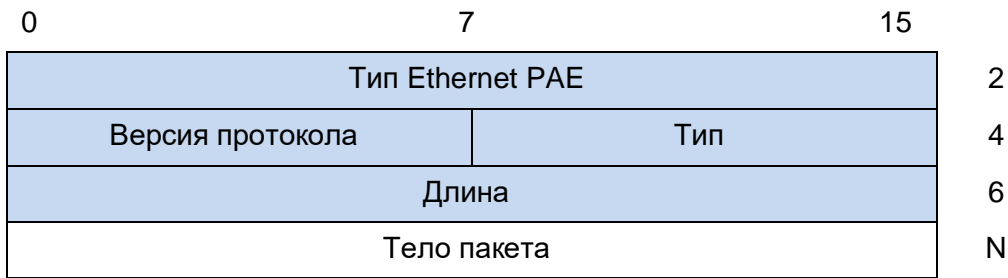 0 7 15
Тип Ethernet PAE 2
Версия протокола Тип 4
Длина 6
Тело пакета N